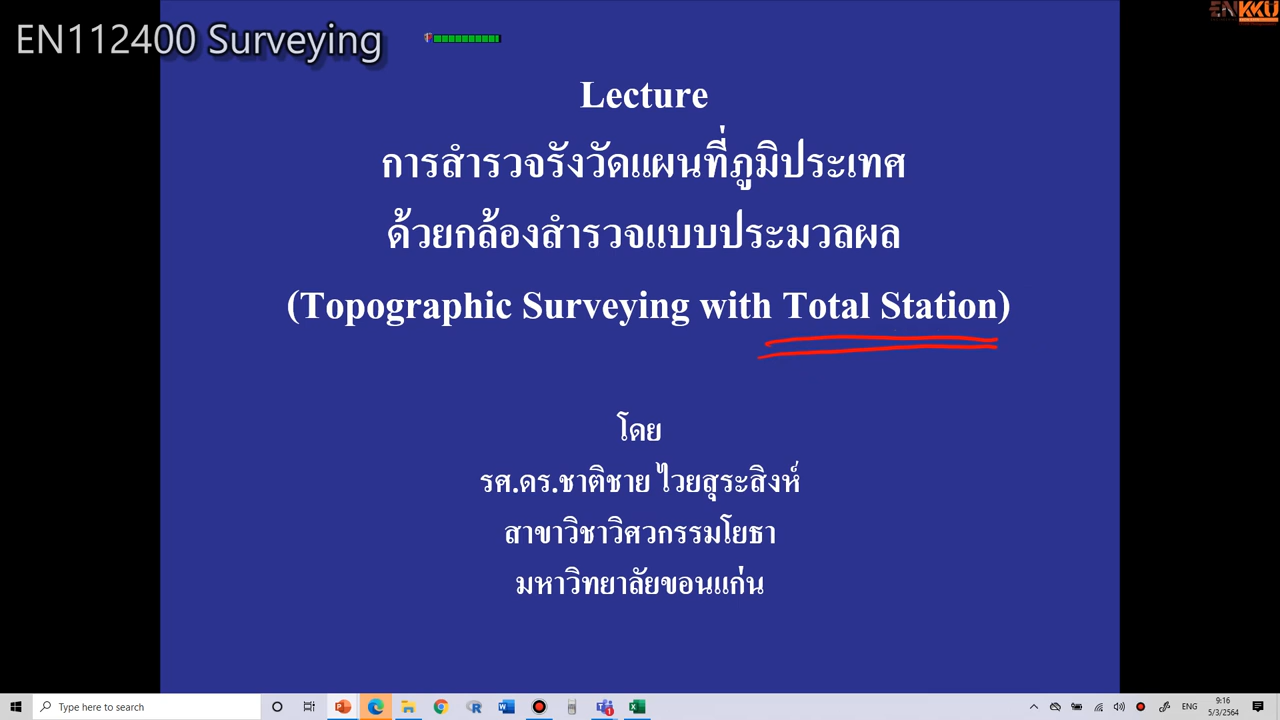 EN112400 Surveying
ENKKU
Lecture
การสำรวจรังวัดแผนที่ภูมิประเทศ
ด้วยกล้องสำรวจแบบประมวลผล
(Topographic Surveying with Total Station)
โดย
รศ.ดร.ชาติชาย ไวยสุระสิงห์
สาขาวิชาวิศวกรรมโยธา
มหาวิทยาลัยขอนแก่น
Type here to search
ENG
9:16
5/3/2564